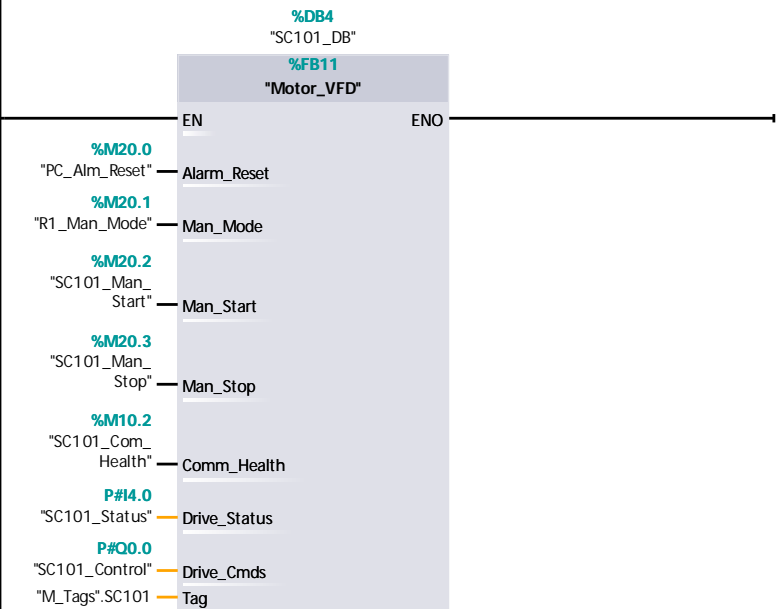 %DB4
"SC101_DB"
%FB11
"Motor_VFD"
EN ENO
%M20.0
"PC_Alm_Reset" Alarm_Reset
%M20.1
"R1_Man_Mode" Man_Mode
%M20.2
"SC101_Man_
Start" Man_Start
%M20.3
"SC101_Man_
Stop" Man_Stop
%M10.2
"SC101_Com_
Health" Comm_Health
P#I4.0
"SC101_Status" Drive_Status
P#Q0.0
"SC101_Control" Drive_Cmds
"M_Tags".SC101 Tag